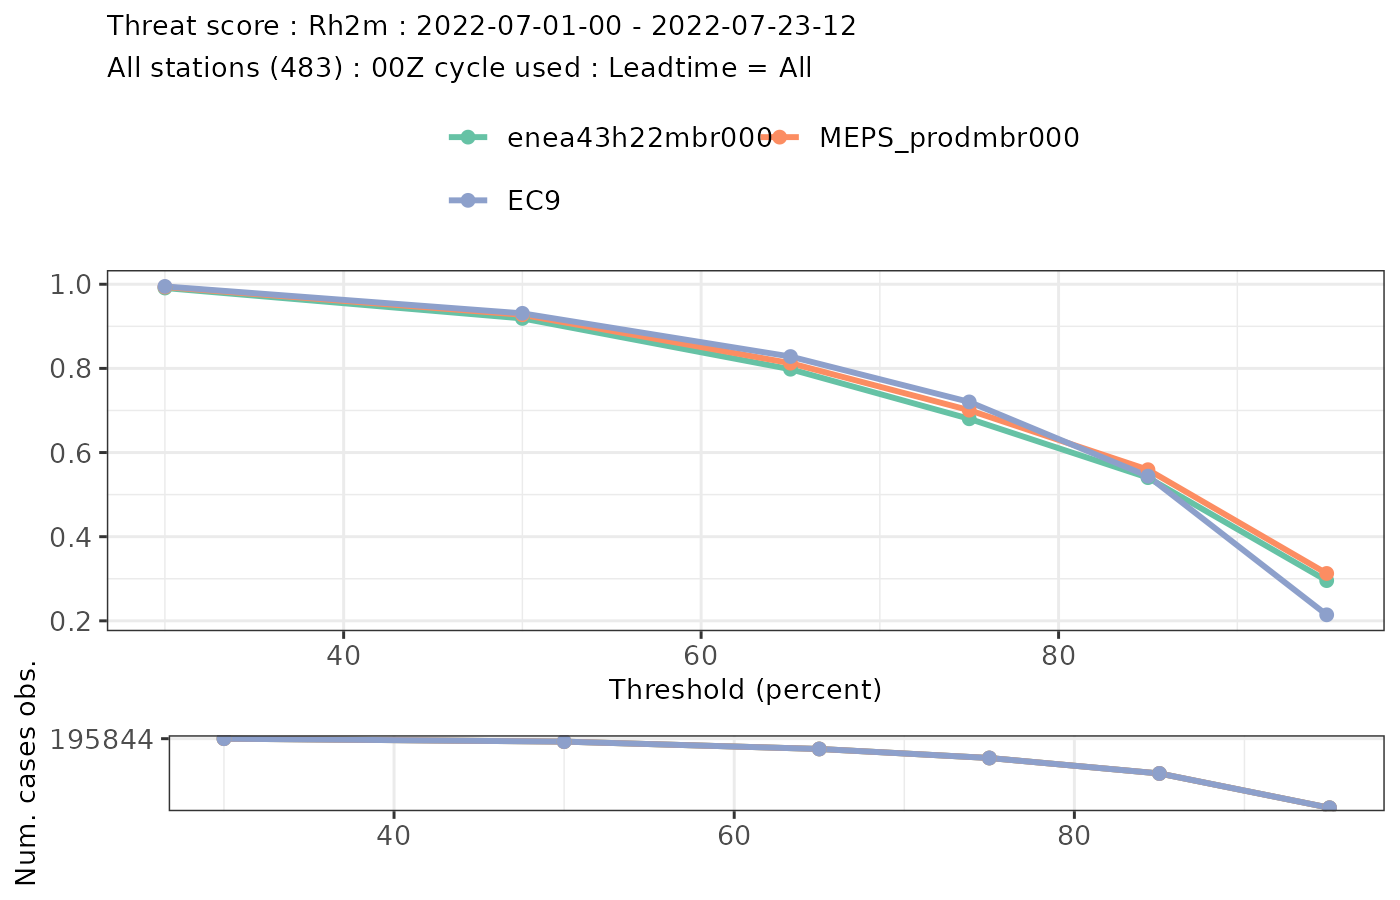 Threat score : Rh2m : 2022-07-01-00 - 2022-07-23-12
All stations (483) : 00Z cycle used : Leadtime = All
enea43h22mbr000 MEPS_prodmbr000
EC9
1.0
0.8
0.6
0.4
0.2
40 60 80
Threshold (percent)
Num. cases obs.
195844
40 60 80